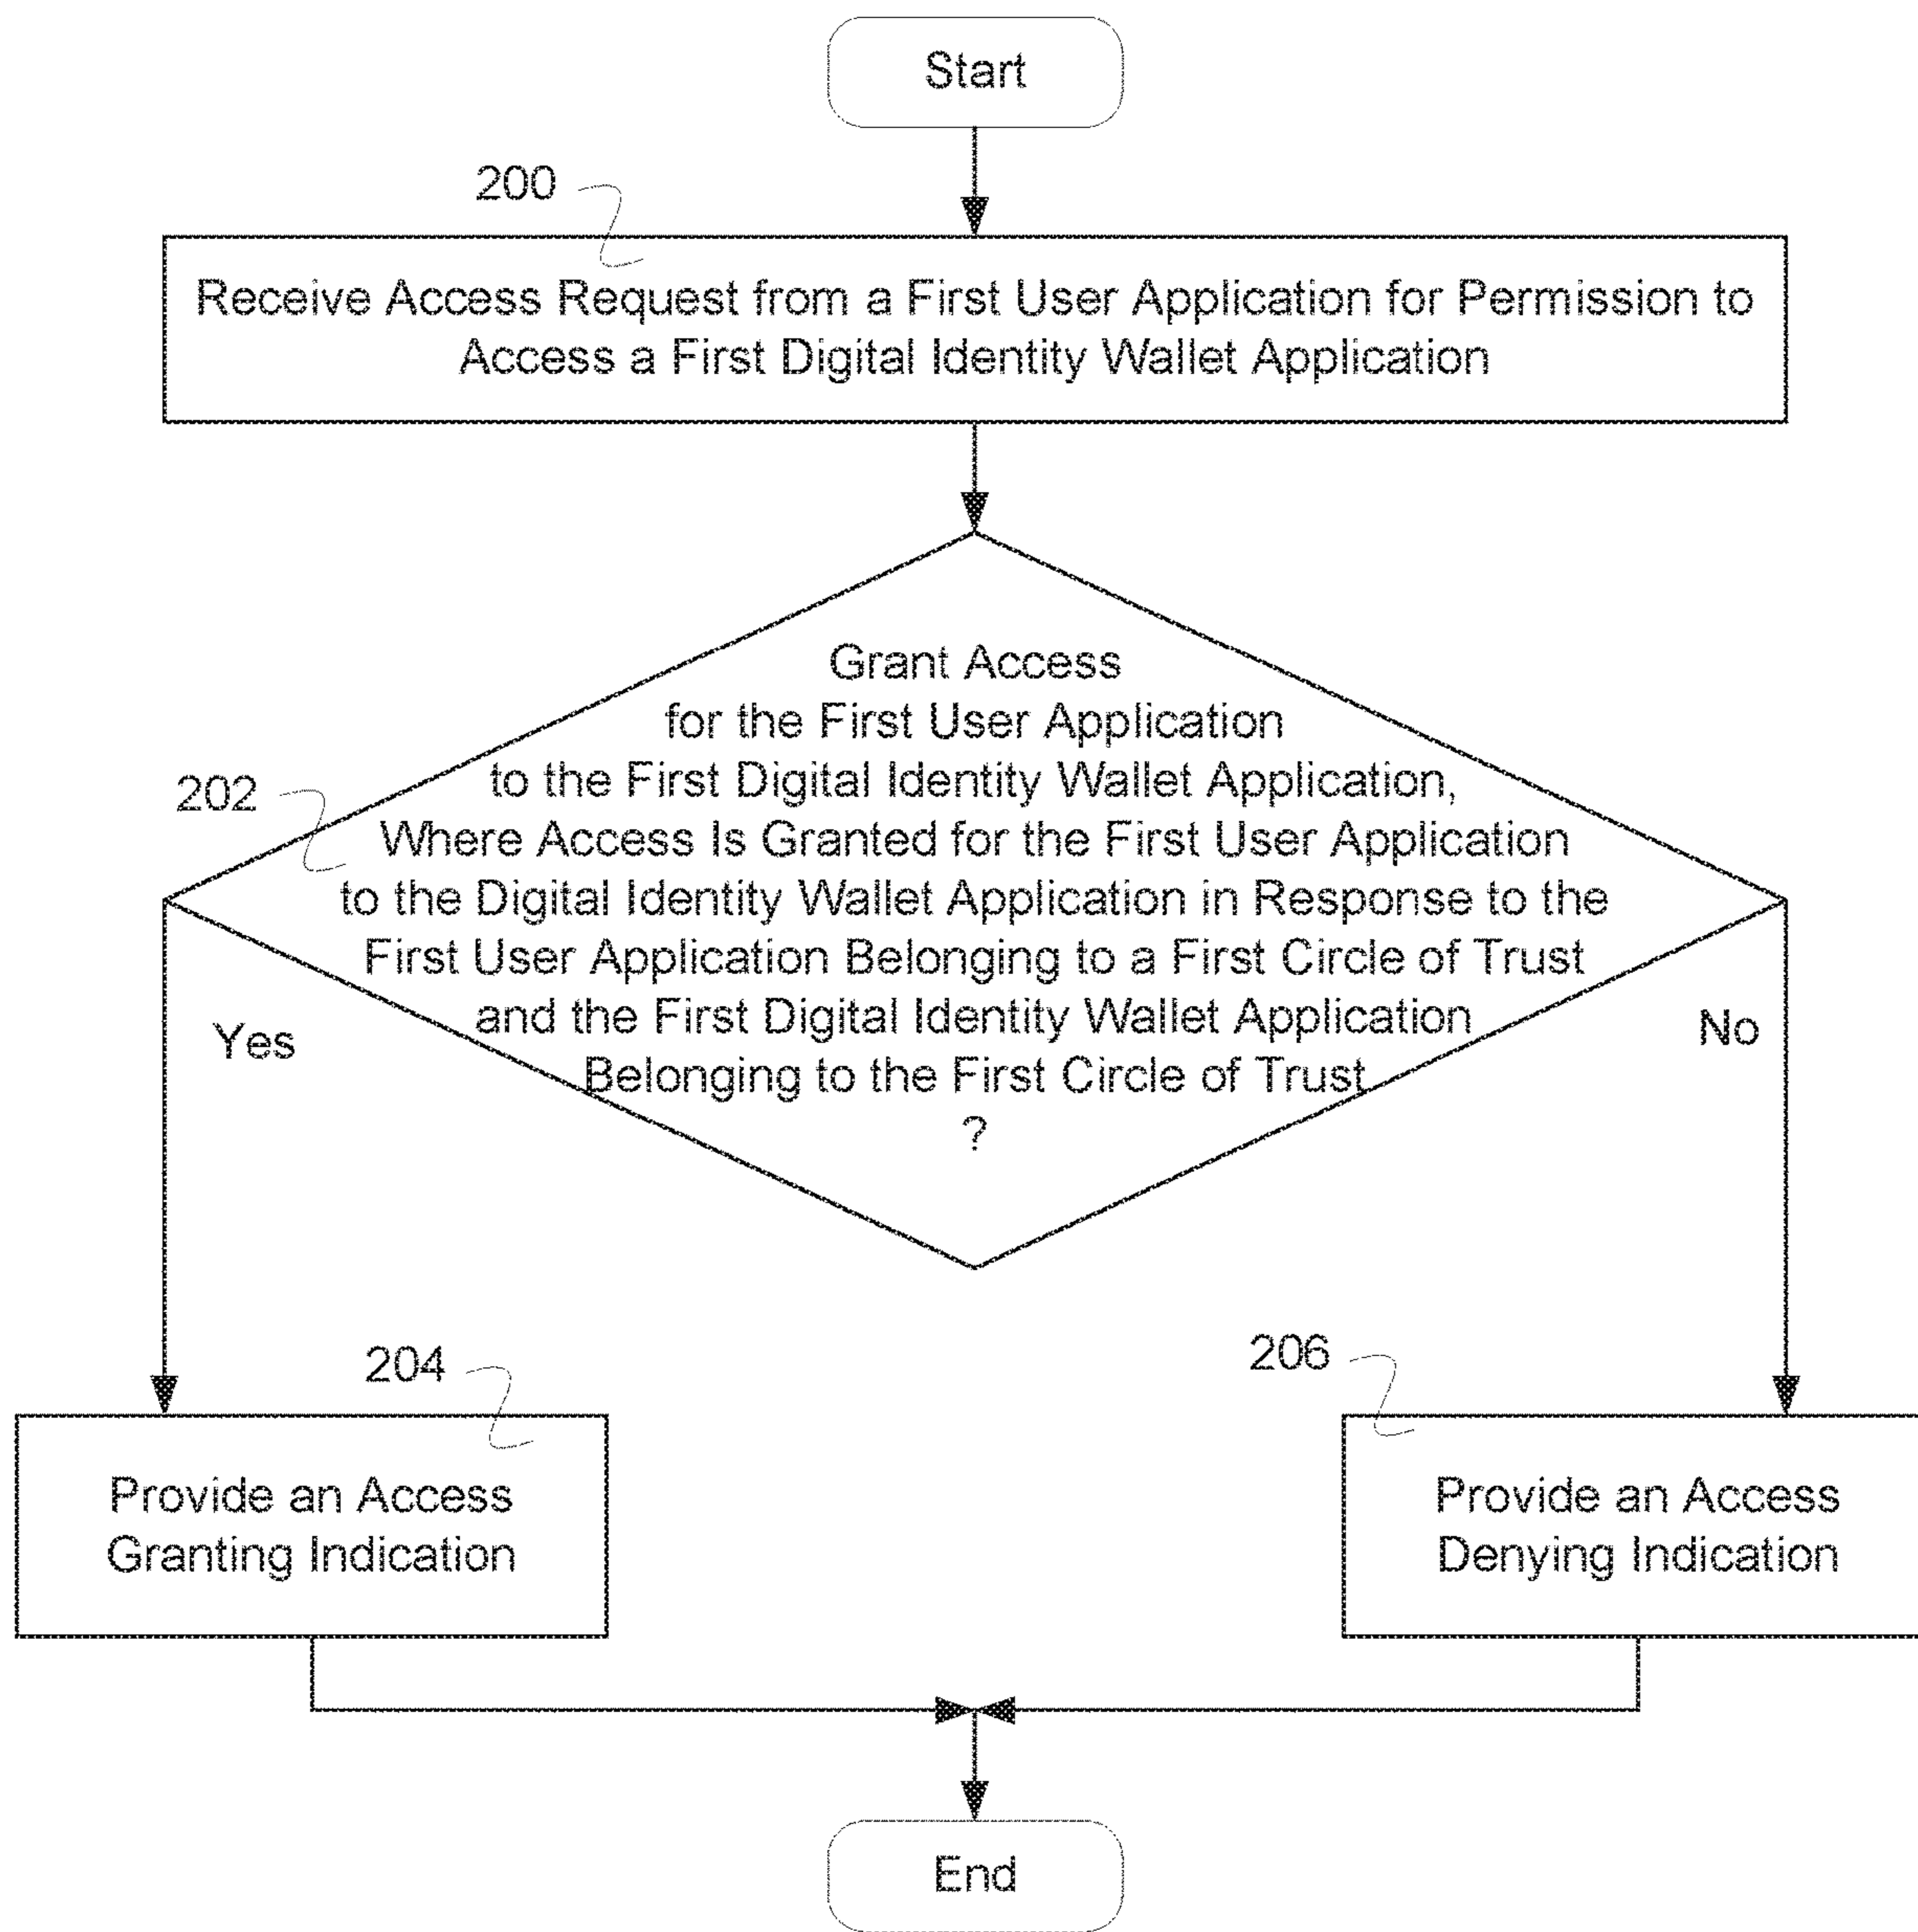 Start
200
Receive Access Request from a First User Application for Permission to
Access a First Digital Identity Wallet Application
202
Grant Access
for the First User Application
to the First Digital Identity Wallet Application,
Where Access Is Granted for the First User Application
to the Digital Identity Wallet Application in Response to the
First User Application Belonging to a First Circle of Trust
and the First Digital Identity Wallet Application
Belonging to the First Circle of Trust
?
Yes
No
204
Provide an Access
Granting Indication
206
Provide an Access
Denying Indication
End